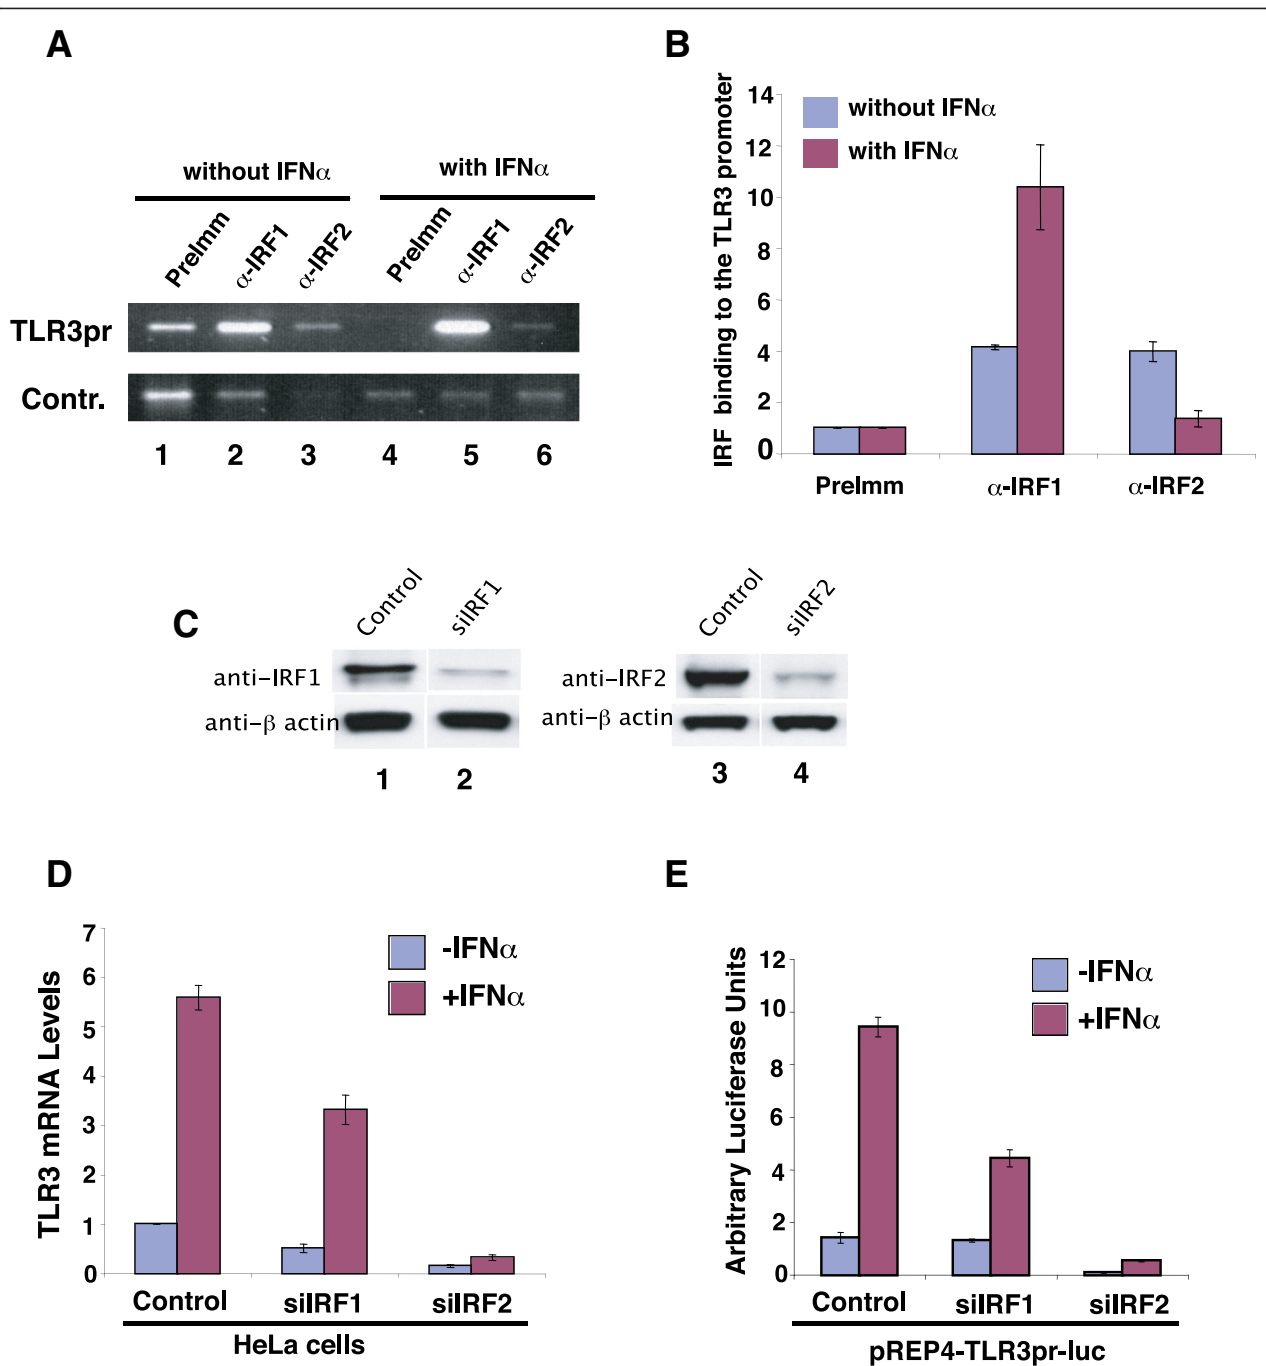 A
without IFNα
with IFNα
PreImm
α-IRF1
α-IRF2
PreImm
α-IRF1
α-IRF2
TLR3pr
Contr.
1 2 3 4 5 6
B
IRF binding to the TLR3 promoter
14
12
10
8
6
4
2
0
without IFNα
with IFNα
PreImm α-IRF1 α-IRF2
C
Control
siIRF1
anti-IRF1
anti-β actin
1 2
Control
siIRF2
anti-IRF2
anti-β actin
3 4
D
TLR3 mRNA Levels
7
6
5
4
3
2
1
0
-IFNα
+IFNα
Control siIRF1 siIRF2
HeLa cells
E
Arbitrary Luciferase Units
12
10
8
6
4
2
0
-IFNα
+IFNα
Control siIRF1 siIRF2
pREP4-TLR3pr-luc